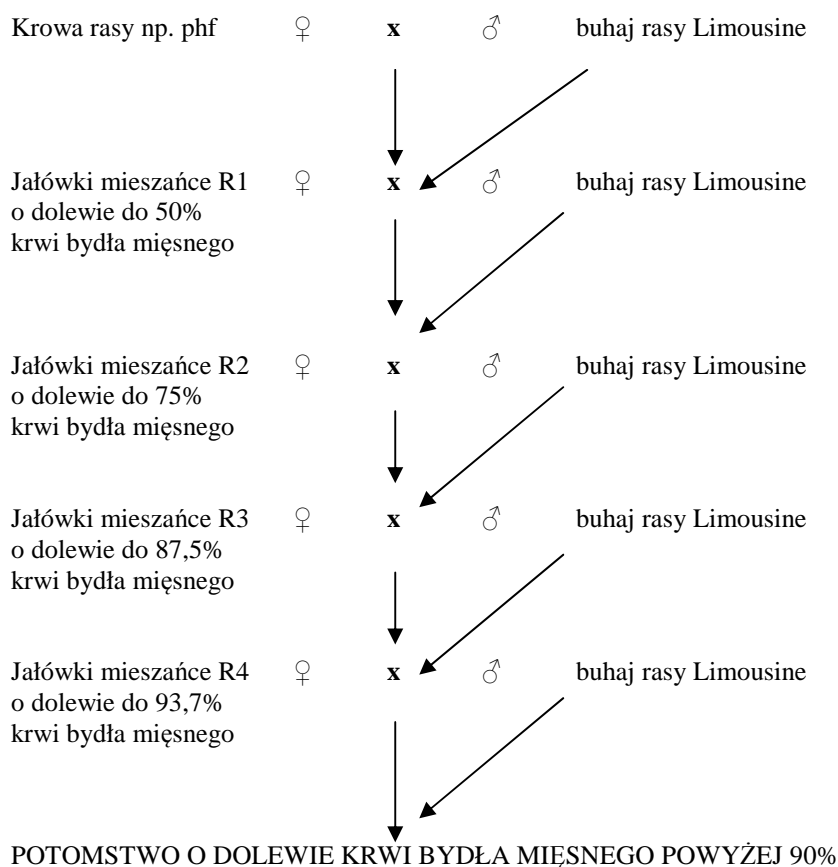 Krowa rasy np. phf ♀ x ♂ buhaj rasy Limousine
Jałówki mieszańce R1 ♀ x ♂ buhaj rasy Limousine
o dolewie do 50%
krwi bydła mięsnego
Jałówki mieszańce R2 ♀ x ♂ buhaj rasy Limousine
o dolewie do 75%
krwi bydła mięsnego
Jałówki mieszańce R3 ♀ x ♂ buhaj rasy Limousine
o dolewie do 87,5%
krwi bydła mięsnego
Jałówki mieszańce R4 ♀ x ♂ buhaj rasy Limousine
o dolewie do 93,7%
krwi bydła mięsnego
POTOMSTWO O DOLEWIE KRWI BYDŁA MIĘSNEGO POWYŻEJ 90%